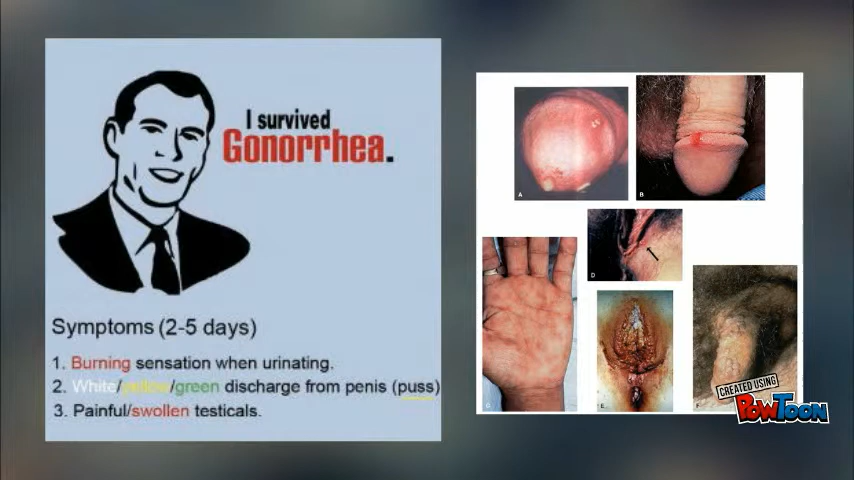 I survived
Gonorrhea.
Symptoms (2-5 days)
1. Burning sensation when urinating.
2. White/yellow/green discharge from penis (puss)
3. Painful/swollen testicals.
A
B
D
E
F
CREATED USING
PowToon